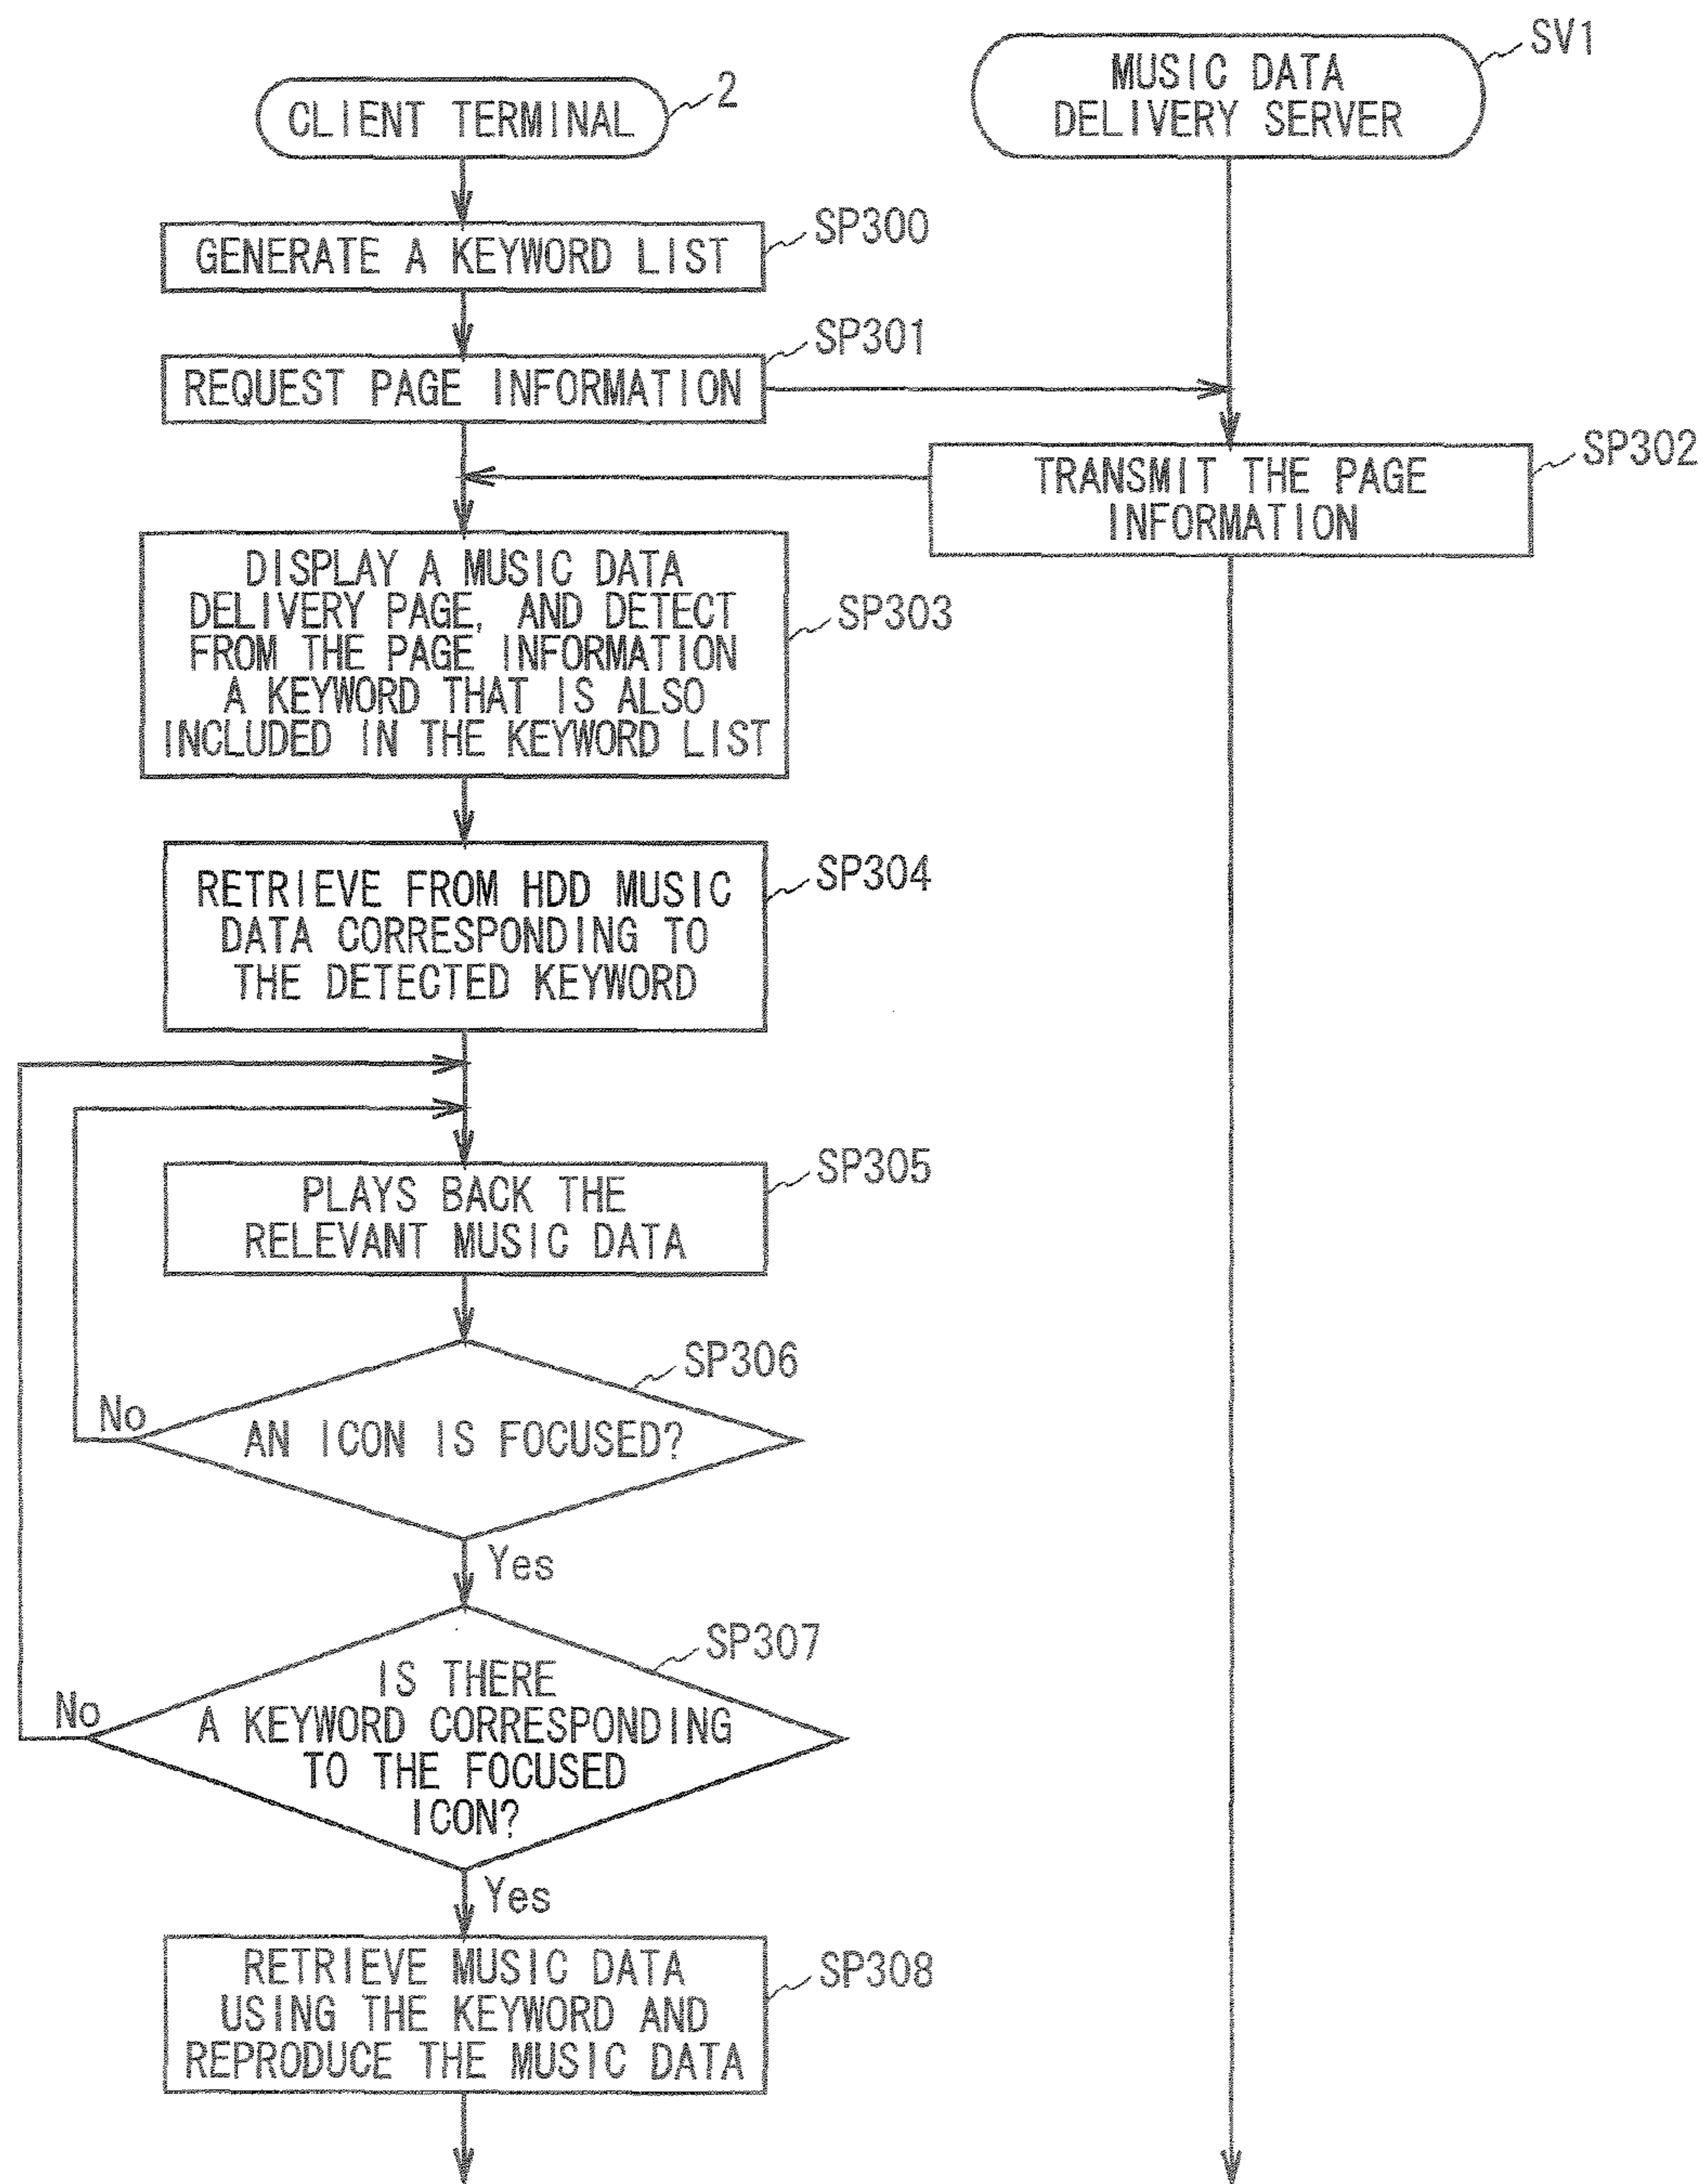 SV1
MUSIC DATA
DELIVERY SERVER
2
CLIENT TERMINAL
SP300
GENERATE A KEYWORD LIST
SP301
REQUEST PAGE INFORMATION
SP302
TRANSMIT THE PAGE
INFORMATION
DISPLAY A MUSIC DATA
DELIVERY PAGE, AND DETECT
FROM THE PAGE INFORMATION
A KEYWORD THAT IS ALSO
INCLUDED IN THE KEYWORD LIST
SP303
SP304
RETRIEVE FROM HDD MUSIC
DATA CORRESPONDING TO
THE DETECTED KEYWORD
SP305
PLAYS BACK THE
RELEVANT MUSIC DATA
SP306
No
AN ICON IS FOCUSED?
Yes
SP307
No
IS THERE
A KEYWORD CORRESPONDING
TO THE FOCUSED
ICON?
Yes
SP308
RETRIEVE MUSIC DATA
USING THE KEYWORD AND
REPRODUCE THE MUSIC DATA